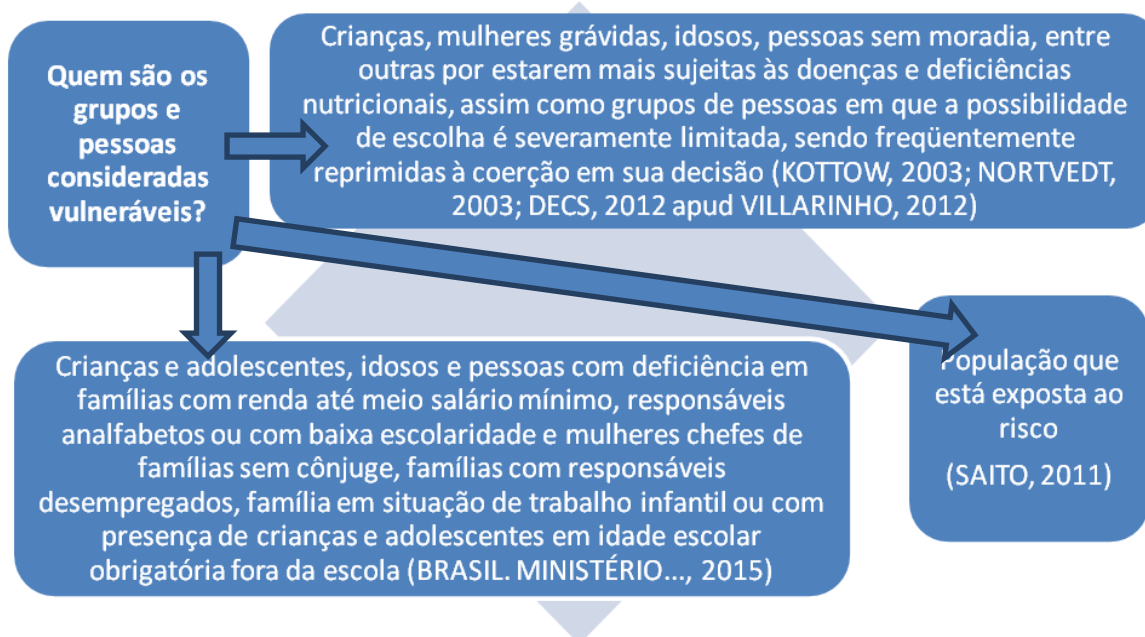 Quem são os
grupos e
pessoas
consideradas
vulneráveis?
Crianças, mulheres grávidas, idosos, pessoas sem moradia, entre
outras por estarem mais sujeitas às doenças e deficiências
nutricionais, assim como grupos de pessoas em que a possibilidade
de escolha é severamente limitada, sendo freqüentemente
reprimidas à coerção em sua decisão (KOTTOW, 2003; NORTVEDT,
2003; DECS, 2012 apud VILLARINHO, 2012)
Crianças e adolescentes, idosos e pessoas com deficiência em
famílias com renda até meio salário mínimo, responsáveis
analfabetos ou com baixa escolaridade e mulheres chefes de
famílias sem cônjuge, famílias com responsáveis
desempregados, família em situação de trabalho infantil ou com
presença de crianças e adolescentes em idade escolar
obrigatória fora da escola (BRASIL. MINISTÉRIO..., 2015)
População que
está exposta ao
risco
(SAITO, 2011)